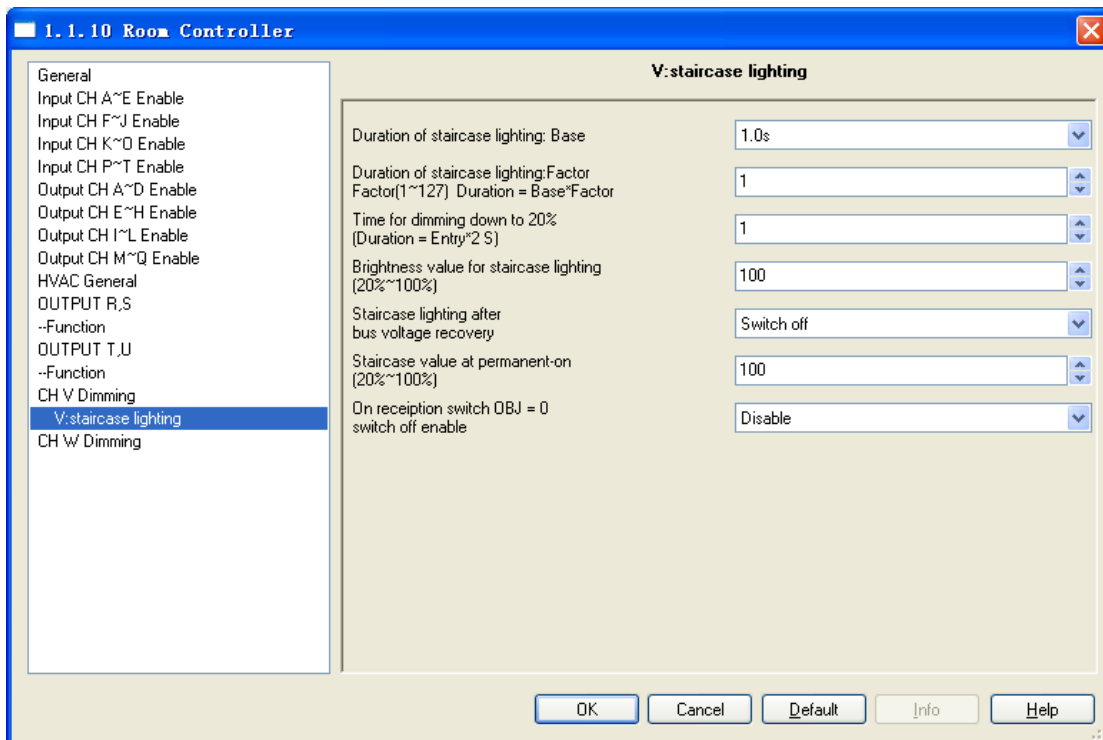 1.1.10 Room Controller
General
Input CH A~E Enable
Input CH F~J Enable
Input CH K~O Enable
Input CH P~T Enable
Output CH A~D Enable
Output CH E~H Enable
Output CH I~L Enable
Output CH M~Q Enable
HVAC General
OUTPUT R,S
--Function
OUTPUT T,U
--Function
CH V Dimming
V:staircase lighting
CH W Dimming
V:staircase lighting
Duration of staircase lighting: Base
1.0s
Duration of staircase lighting:Factor
Factor(1~127) Duration = Base*Factor
1
Time for dimming down to 20%
(Duration = Entry*2 S)
1
Brightness value for staircase lighting
(20%~100%)
100
Staircase lighting after
bus voltage recovery
Switch off
Staircase value at permanent-on
(20%~100%)
100
On receiption switch OBJ = 0
switch off enable
Disable
OK
Cancel
Default
Info
Help